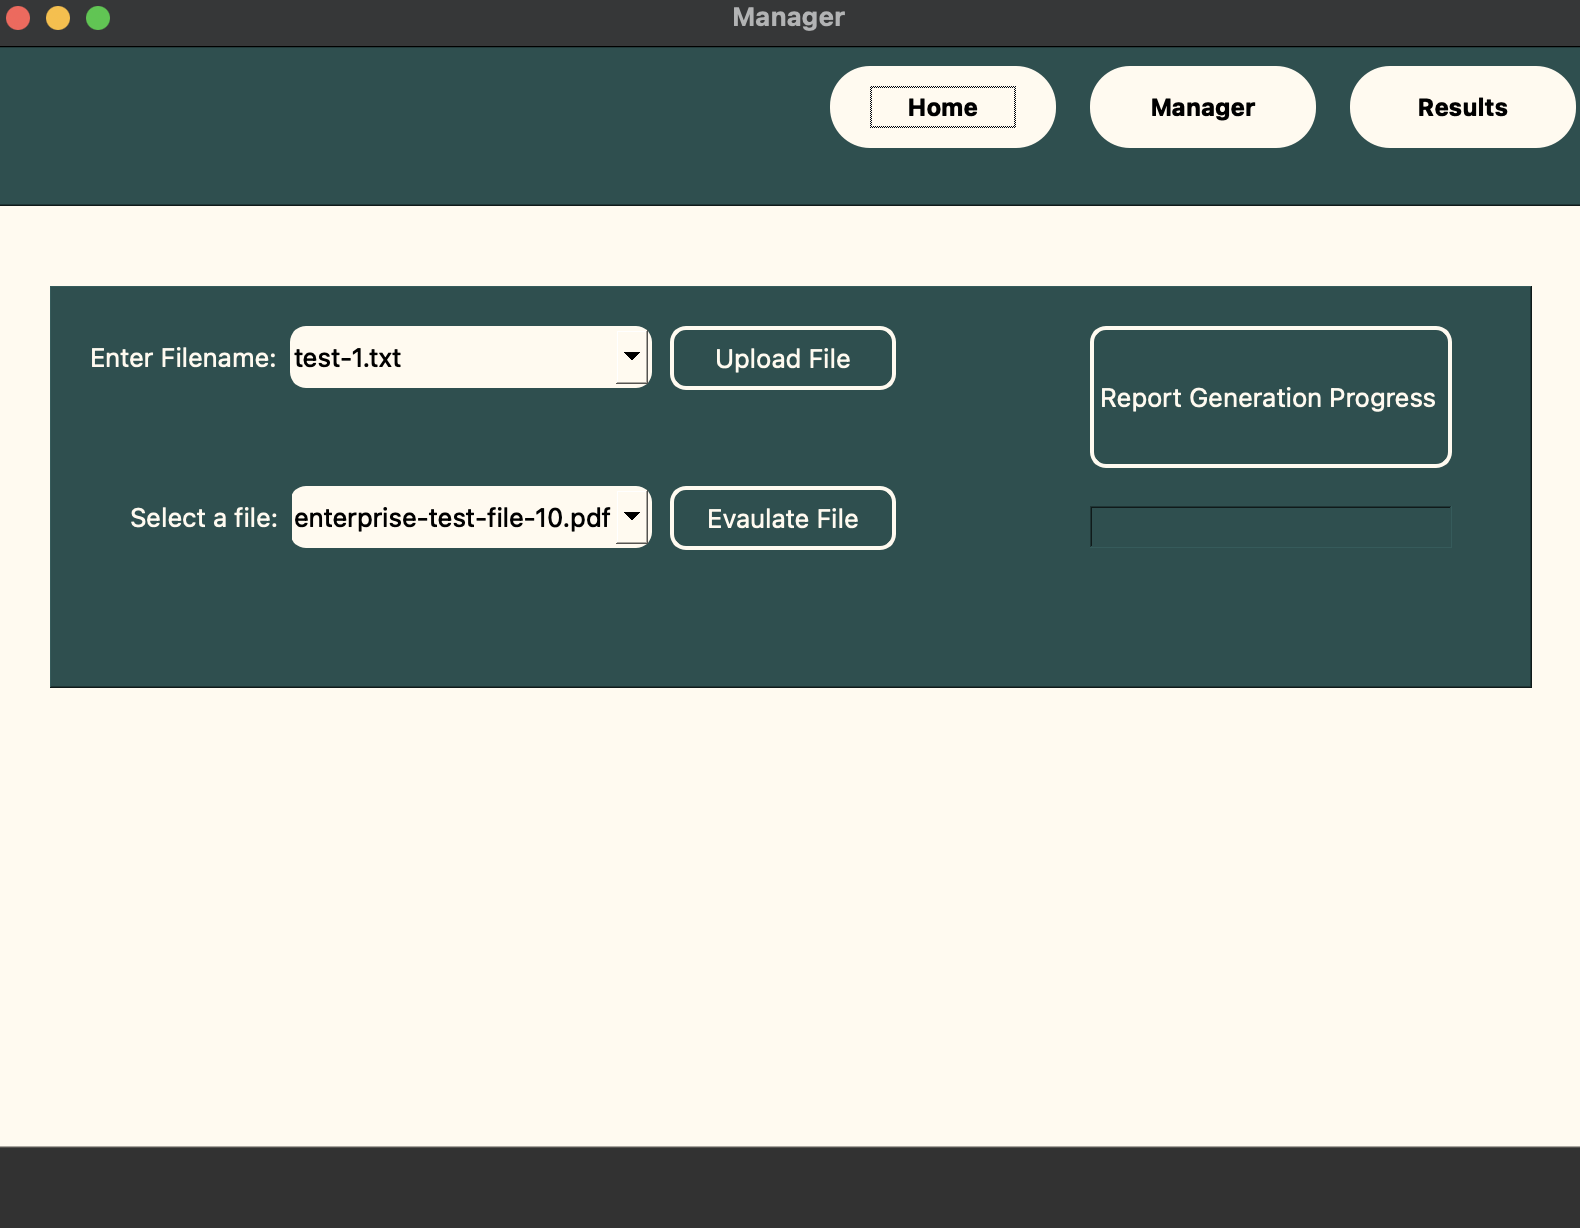 Manager
Home
Manager
Results
Enter Filename:
test-1.txt
Upload File
Report Generation Progress
Select a file:
enterprise-test-file-10.pdf
Evaulate File